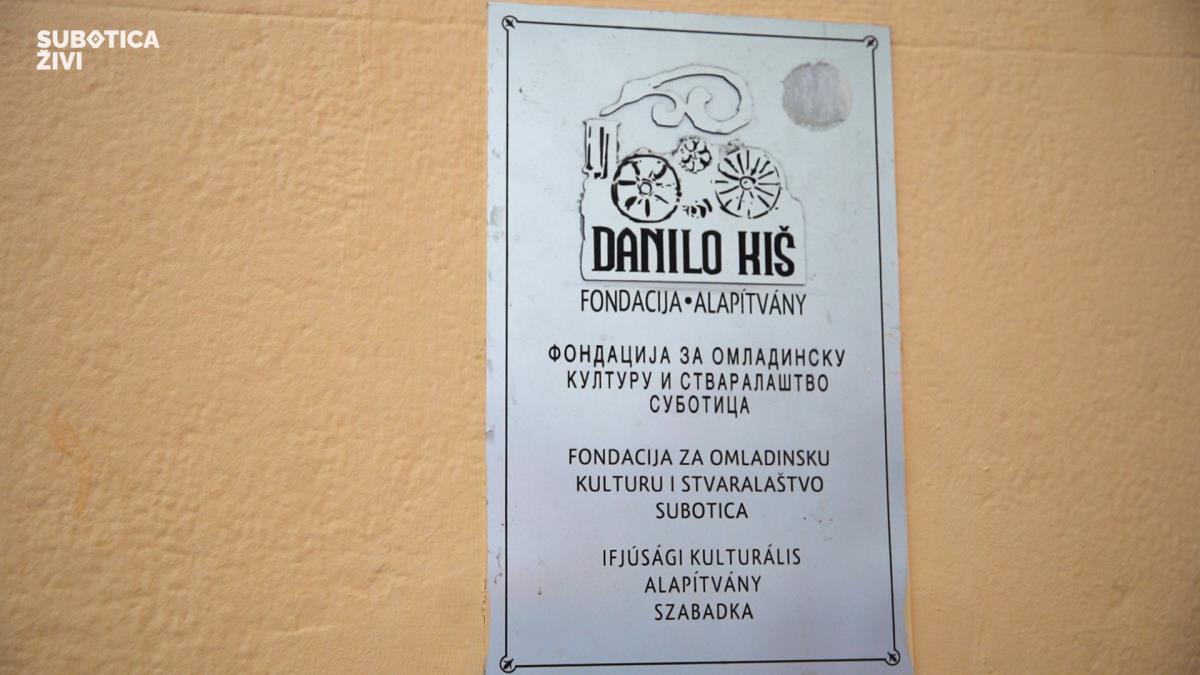 SUBOTICA
ŽIVI
DANILO KIŠ
FONDACIJA•ALAPÍTVÁNY
ФОНДАЦИЈА ЗА ОМЛАДИНСКУ
КУЛТУРУ И СТВАРАЛАШТВО
СУБОТИЦА
FONDACIJA ZA OMLADINSKU
KULTURU I STVARALAŠTVO
SUBOTICA
IFJÚSÁGI KULTURÁLIS
ALAPÍTVÁNY
SZABADKA